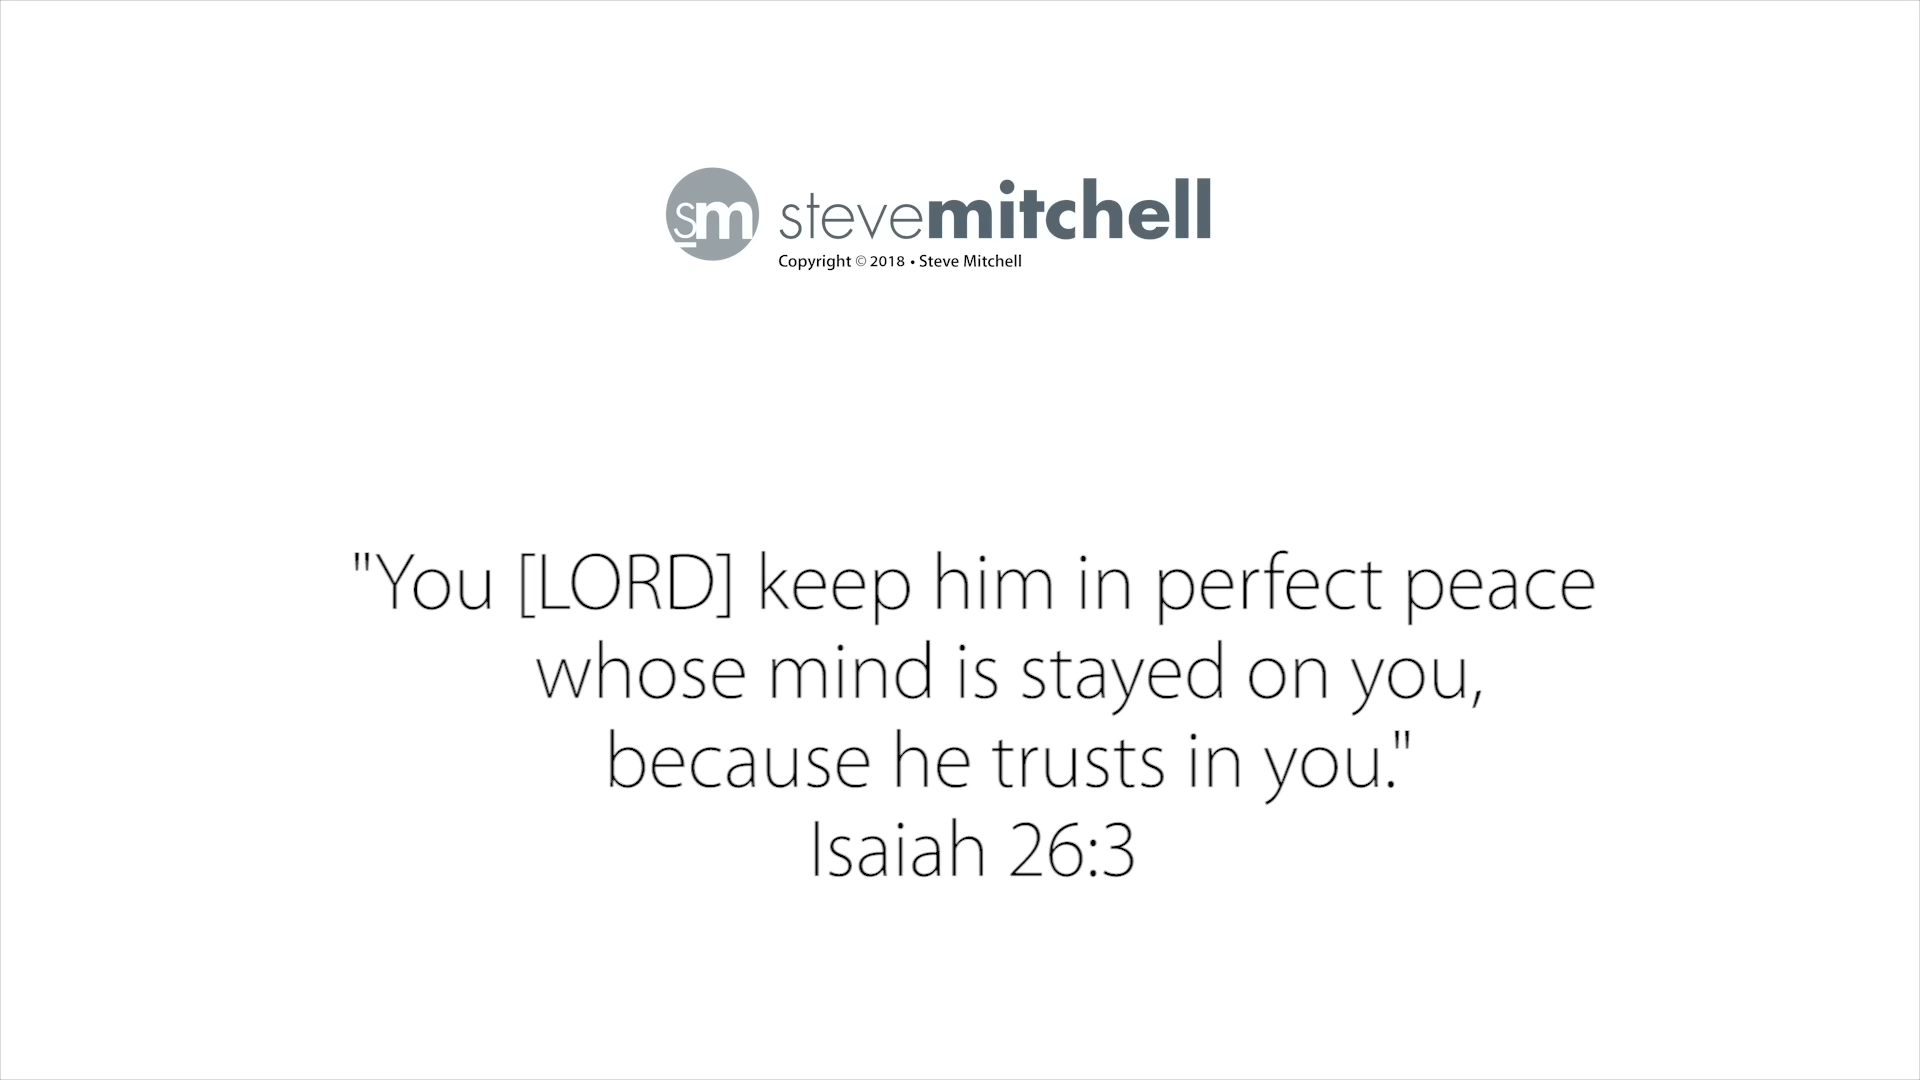 sm stevemitchell
Copyright © 2018 • Steve Mitchell
"You [LORD] keep him in perfect peace
whose mind is stayed on you,
because he trusts in you."
Isaiah 26:3